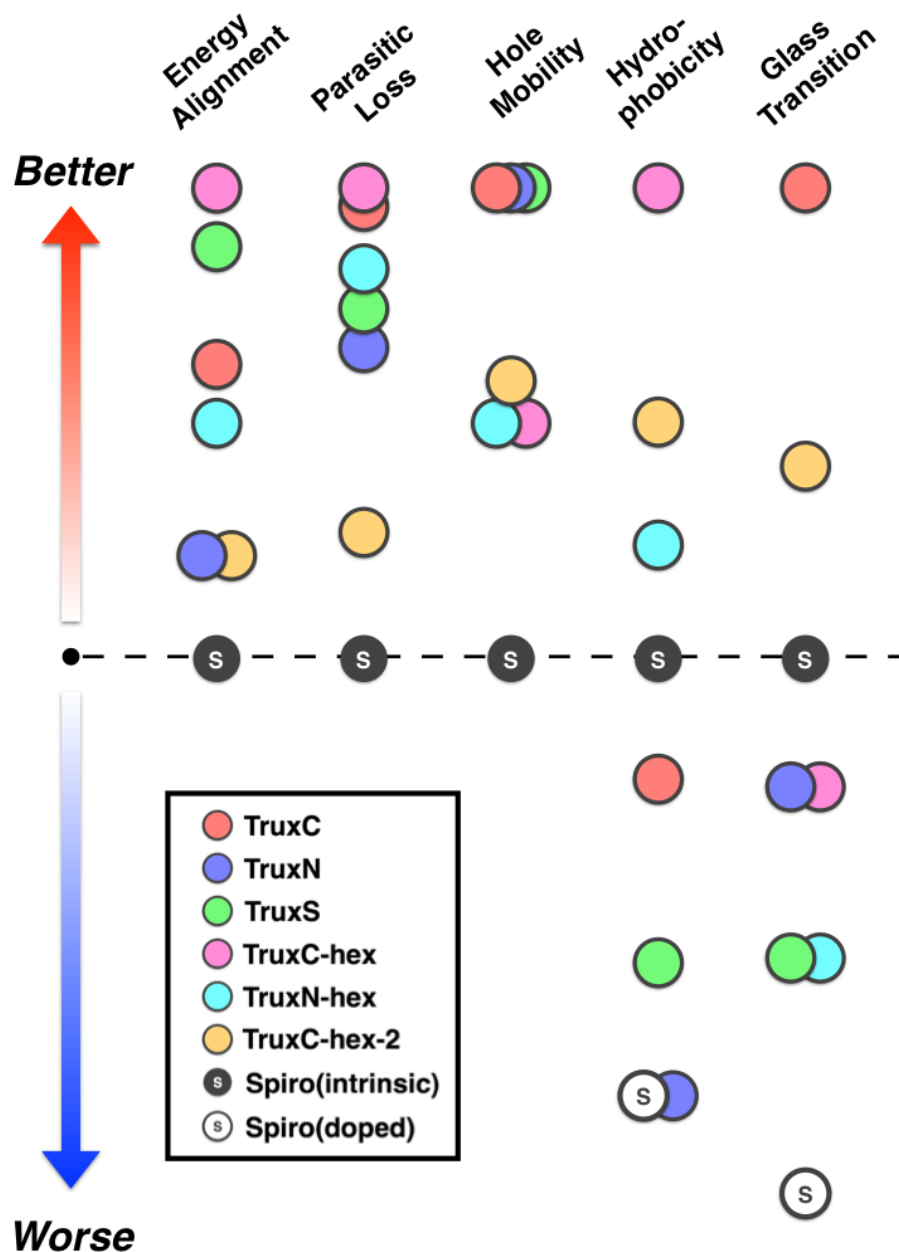 Energy
Alignment
Parasitic
Loss
Hole
Mobility
Hydro-
phobicity
Glass
Transition
Better
S
S
S
S
S
TruxC
TruxN
TruxS
TruxC-hex
TruxN-hex
TruxC-hex-2
S Spiro(intrinsic)
S Spiro(doped)
S
S
Worse